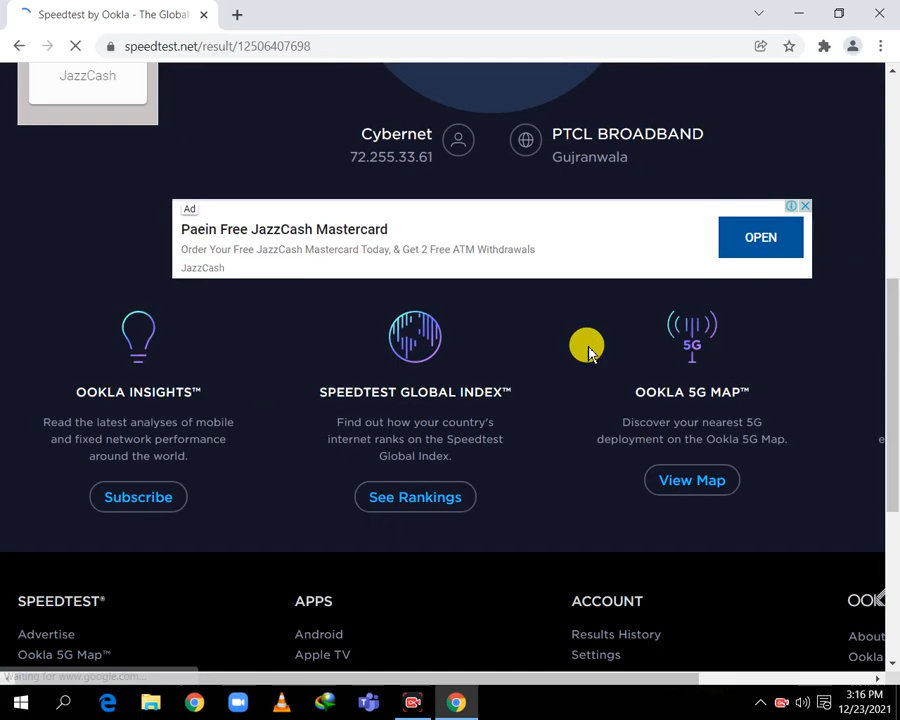 Speedtest by Ookla - The Global
speedtest.net/result/12506407698
JazzCash
Cybernet
72.255.33.61
PTCL BROADBAND
Gujranwala
Ad
Paein Free JazzCash Mastercard
Order Your Free JazzCash Mastercard Today, & Get 2 Free ATM Withdrawals
JazzCash
OPEN
5G
OOKLA INSIGHTS™
Read the latest analyses of mobile
and fixed network performance
around the world.
Subscribe
SPEEDTEST GLOBAL INDEX™
Find out how your country's
internet ranks on the Speedtest
Global Index.
See Rankings
OOKLA 5G MAP™
Discover your nearest 5G
deployment on the Ookla 5G Map.
View Map
SPEEDTEST®
Advertise
Ookla 5G Map™
APPS
Android
Apple TV
ACCOUNT
Results History
Settings
About
Ookla
Waiting for www.google.com...
3:16 PM
12/23/2021